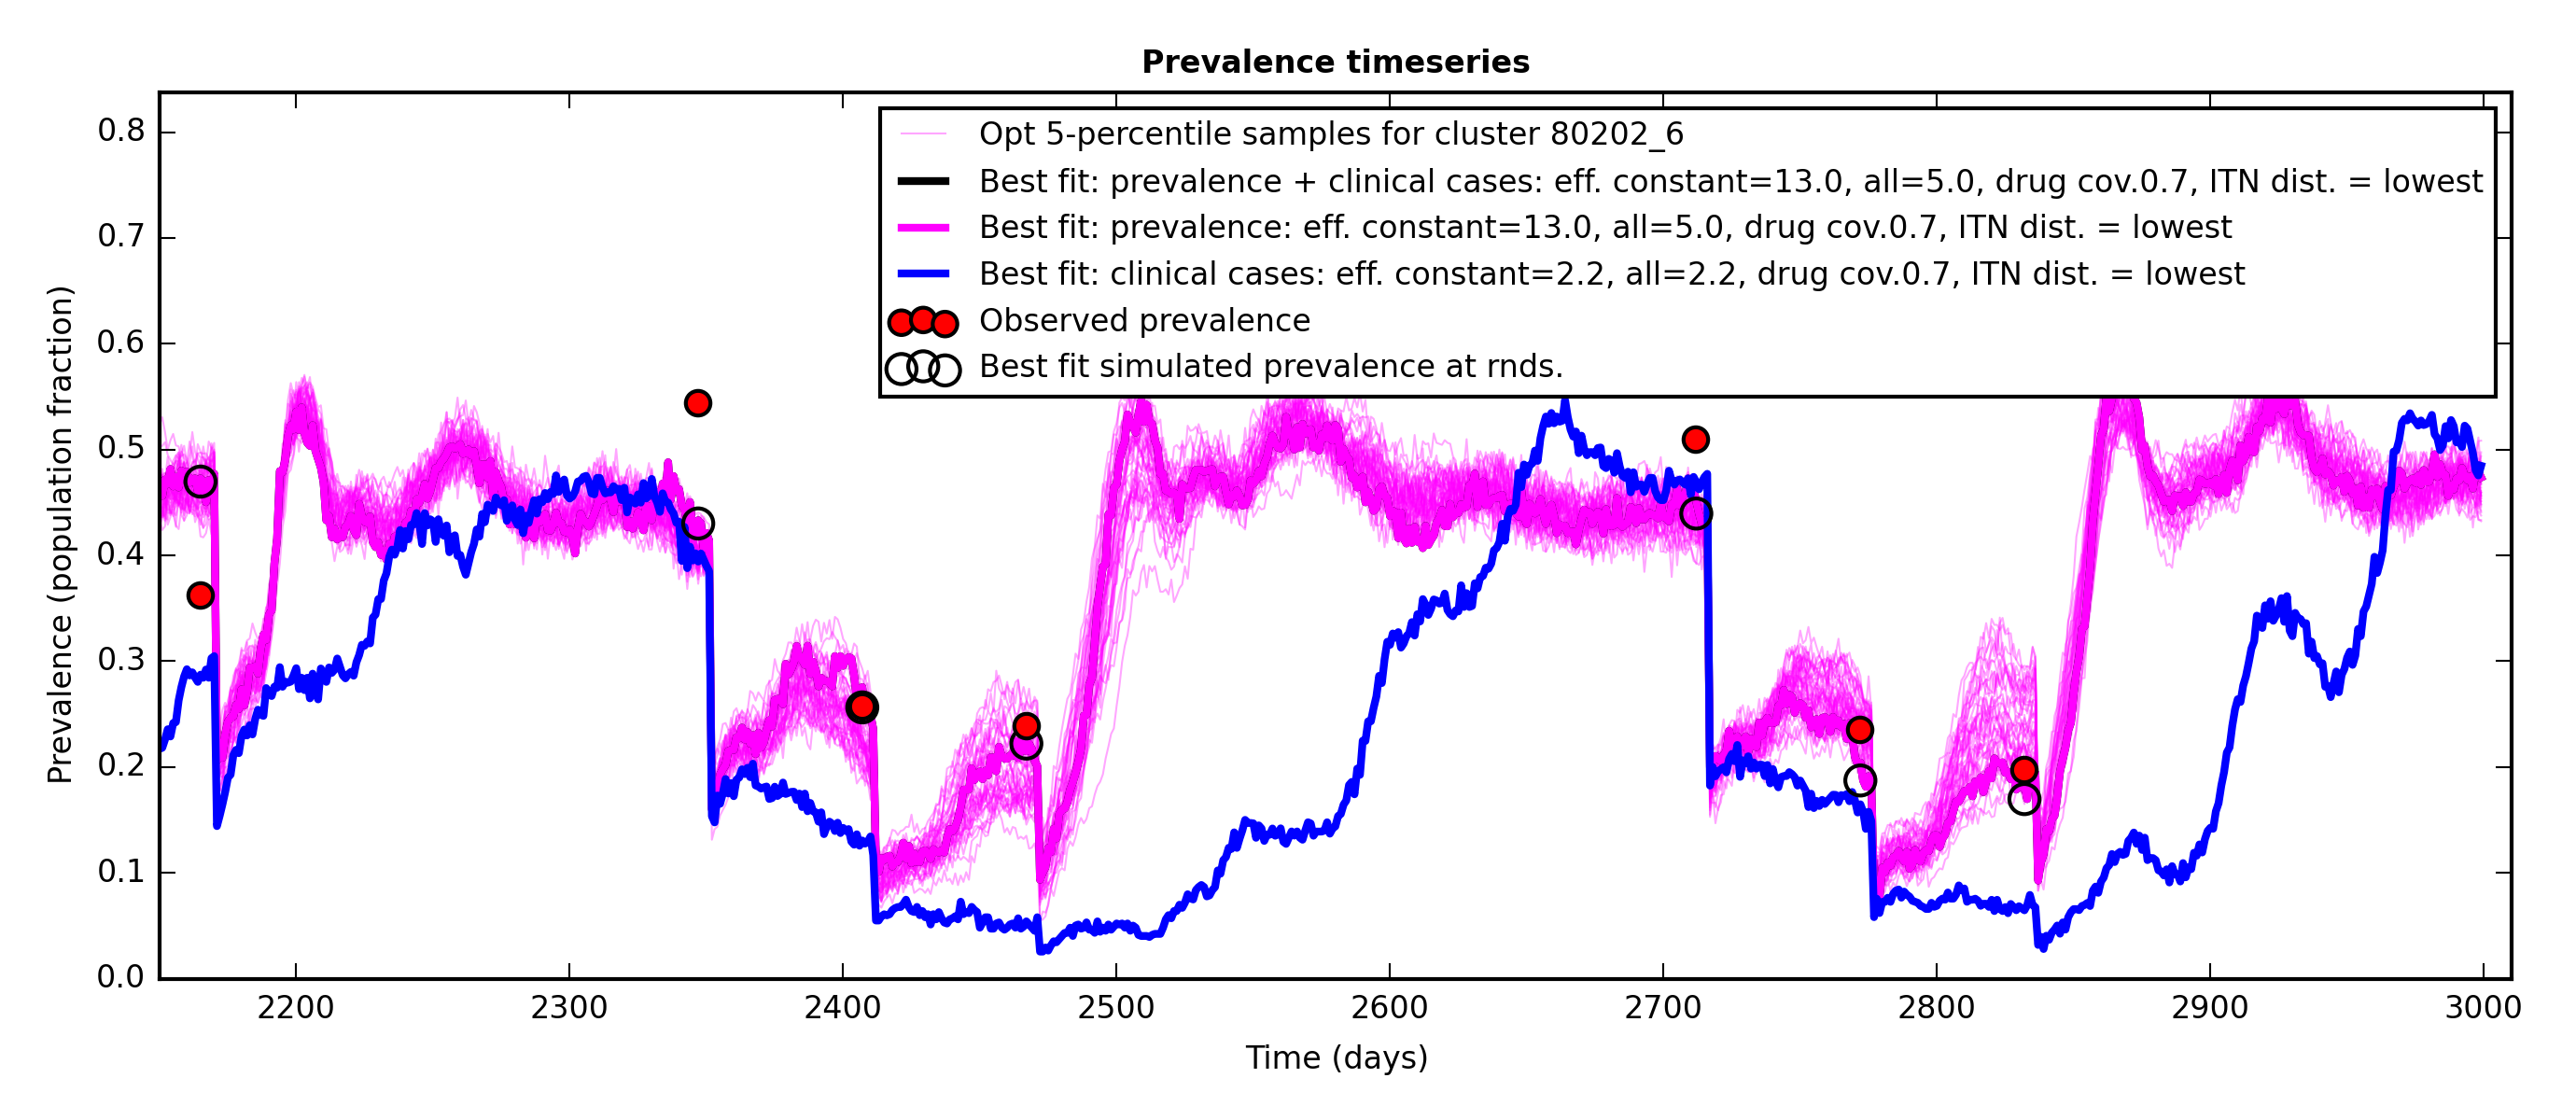 Prevalence timeseries
Opt 5-percentile samples for cluster 80202_6
Best fit: prevalence + clinical cases: eff. constant=13.0, all=5.0, drug cov.0.7, ITN dist. = lowest
Best fit: prevalence: eff. constant=13.0, all=5.0, drug cov.0.7, ITN dist. = lowest
Best fit: clinical cases: eff. constant=2.2, all=2.2, drug cov.0.7, ITN dist. = lowest
Observed prevalence
Best fit simulated prevalence at rnds.
Prevalence (population fraction)
0.8
0.7
0.6
0.5
0.4
0.3
0.2
0.1
0.0
2200 2300 2400 2500 2600 2700 2800 2900 3000
Time (days)